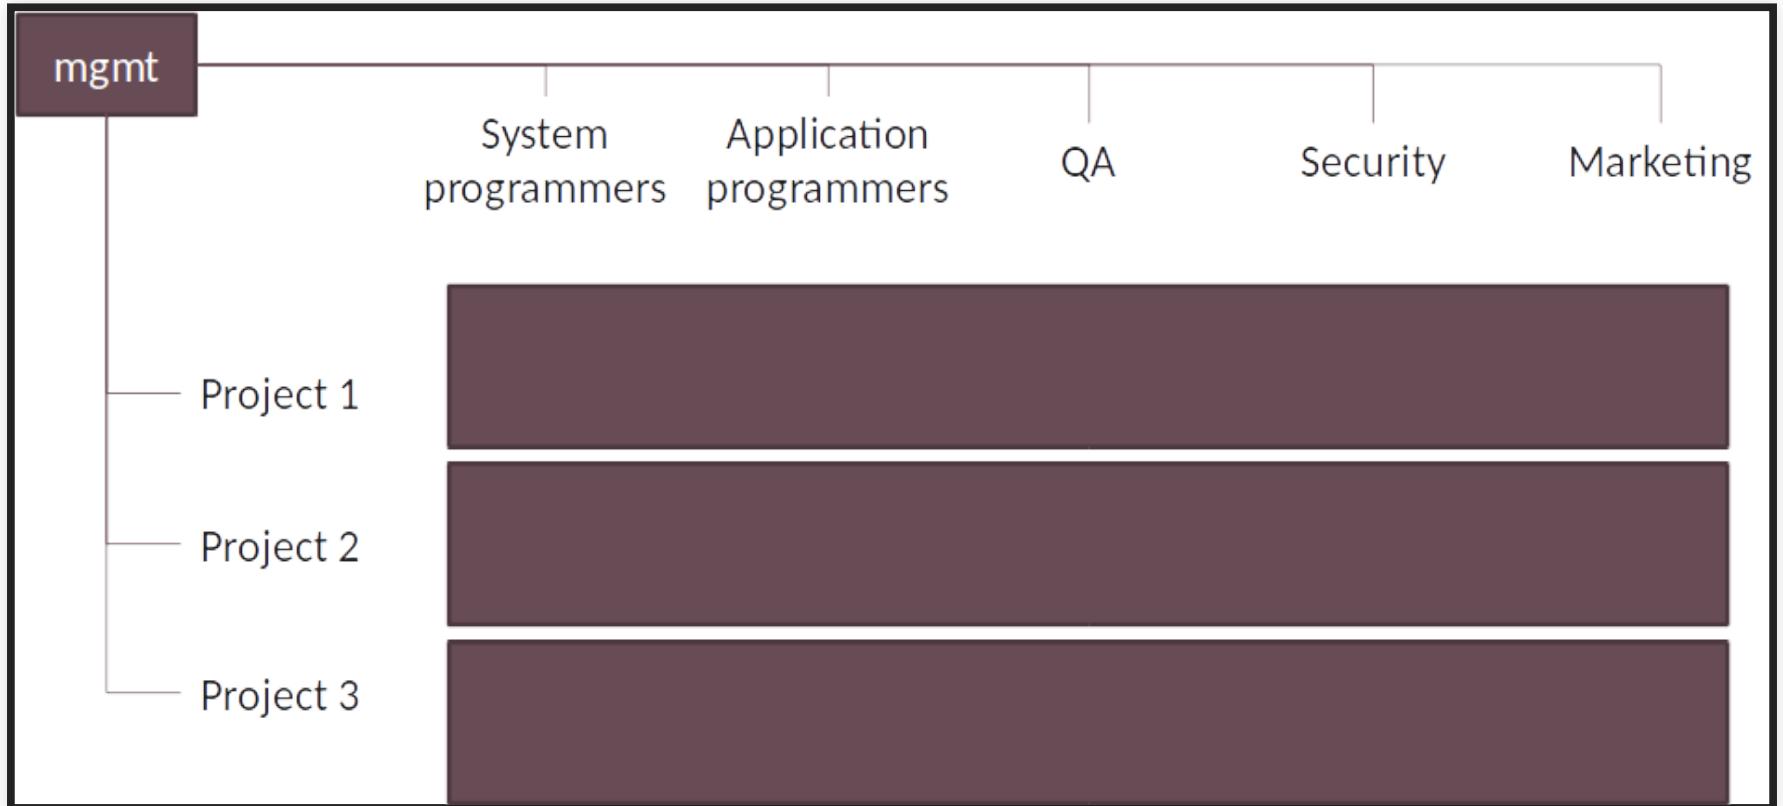 mgmt
System
programmers
Application
programmers
QA
Security
Marketing
Project 1
Project 2
Project 3